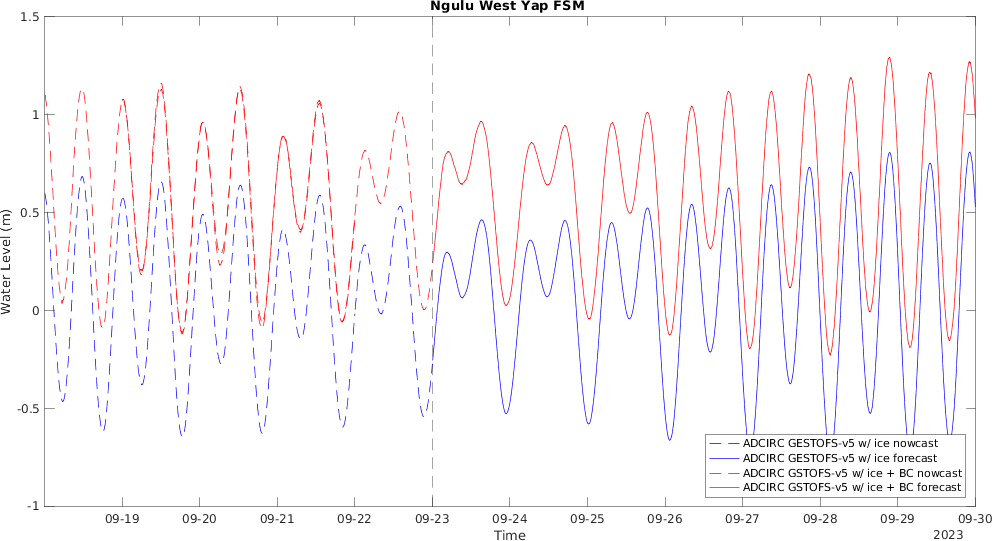 Ngulu West Yap FSM
1.5
1
0.5
0
-0.5
-1
Water Level (m)
ADCIRC GESTOFS-v5 w/ ice nowcast
ADCIRC GESTOFS-v5 w/ ice forecast
ADCIRC GSTOFS-v5 w/ ice + BC nowcast
ADCIRC GSTOFS-v5 w/ ice + BC forecast
09-19 09-20 09-21 09-22 09-23 09-24 09-25 09-26 09-27 09-28 09-29 09-30
Time
2023